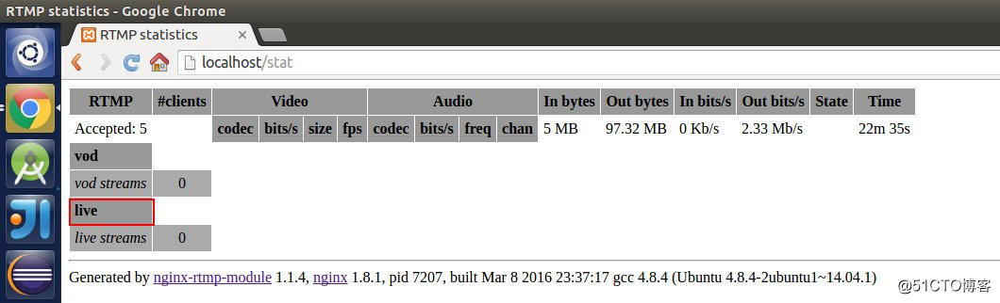 RTMP statistics - Google Chrome
RTMP statistics
localhost/stat
RTMP #clients Video Audio In bytes Out bytes In bits/s Out bits/s State Time
Accepted: 5 codec bits/s size fps codec bits/s freq chan 5 MB 97.32 MB 0 Kb/s 2.33 Mb/s 22m 35s
vod
vod streams 0
live
live streams 0
Generated by nginx-rtmp-module 1.1.4, nginx 1.8.1, pid 7207, built Mar 8 2016 23:37:17 gcc 4.8.4 (Ubuntu 4.8.4-2ubuntu1~14.04.1)
@51CTO博客